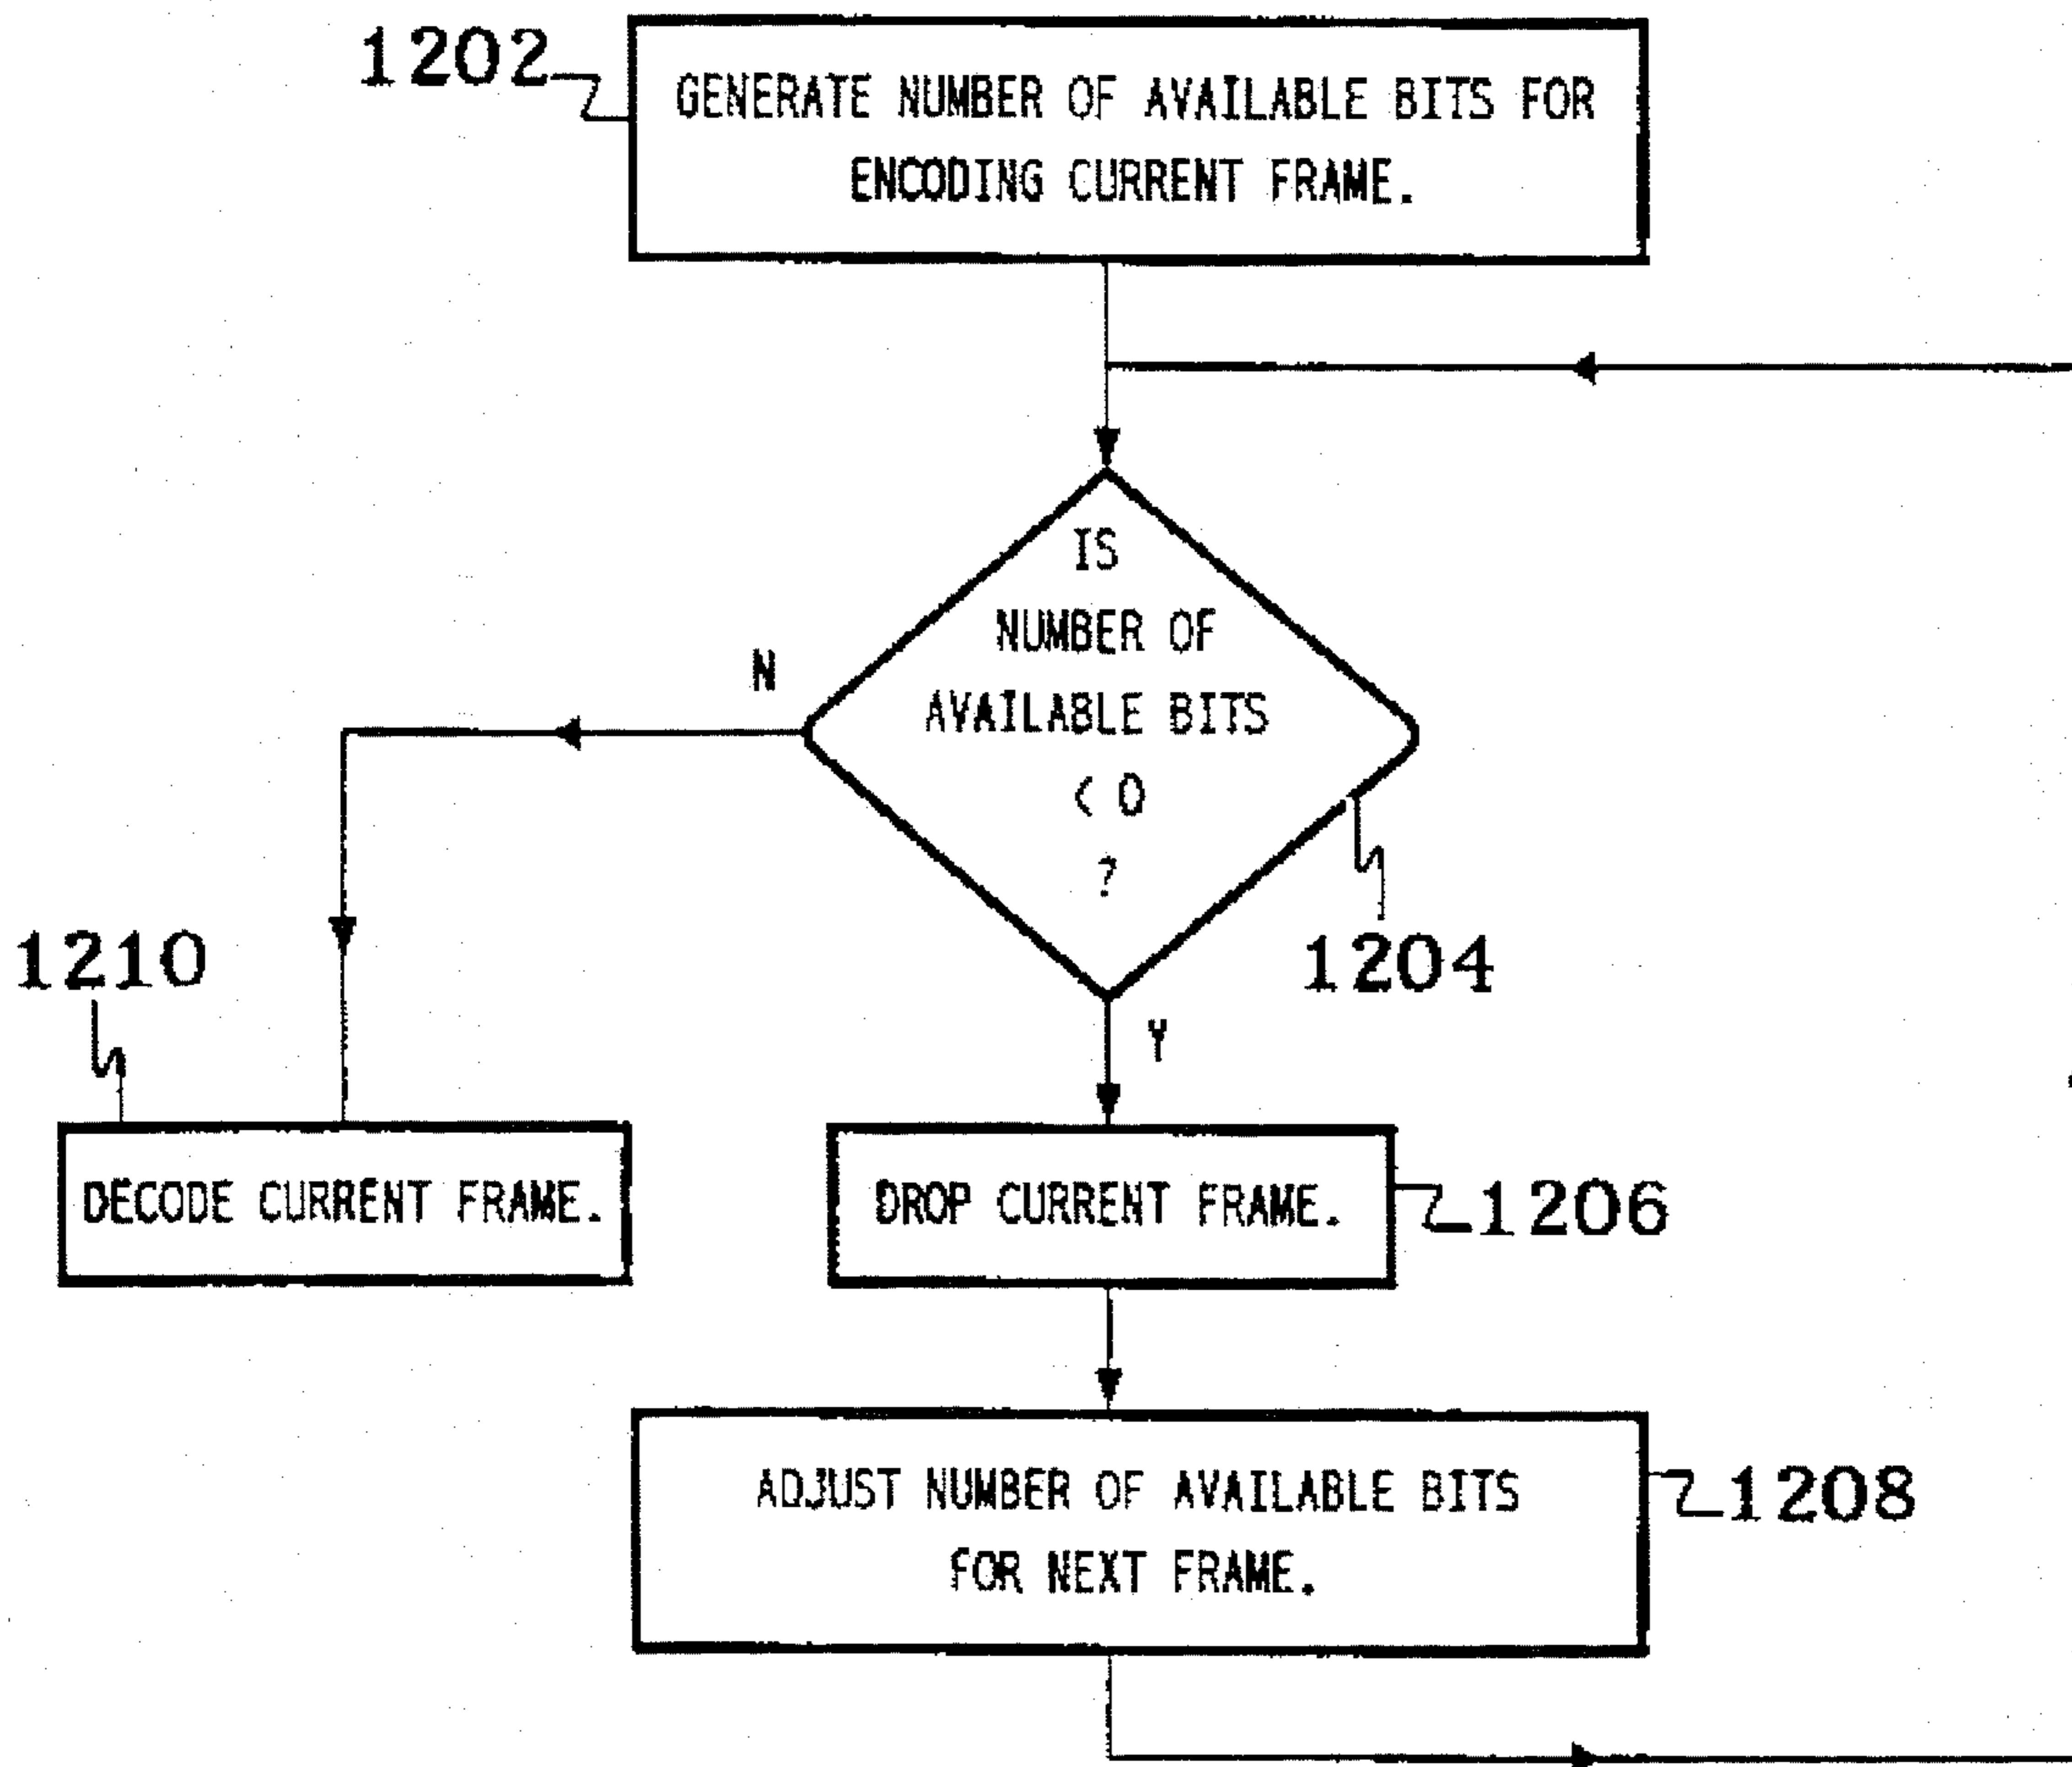 1202
GENERATE NUMBER OF AVAILABLE BITS FOR
ENCODING CURRENT FRAME.
IS
NUMBER OF
AVAILABLE BITS
< 0
?
N
1204
Y
1210
DECODE CURRENT FRAME.
DROP CURRENT FRAME.
1206
ADJUST NUMBER OF AVAILABLE BITS
FOR NEXT FRAME.
1208